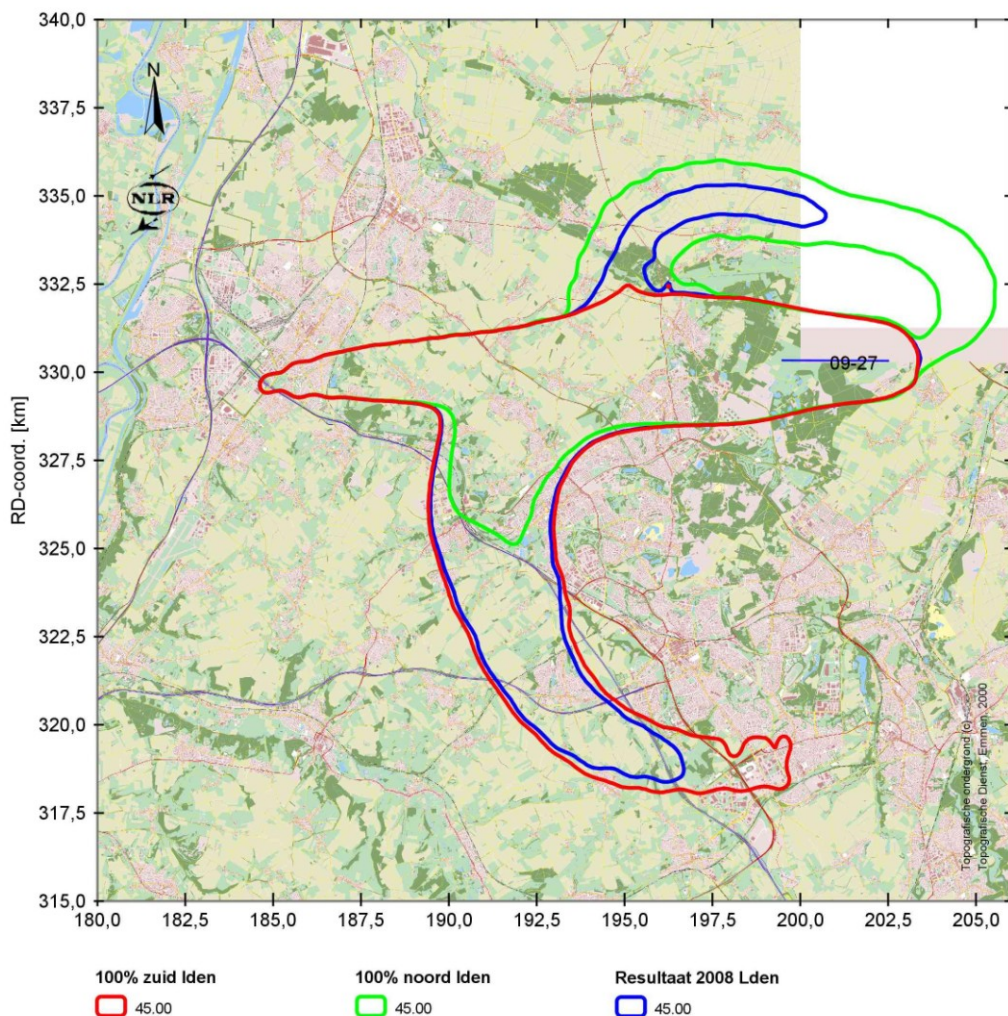 340,0
337,5
335,0
332,5
330,0
327,5
325,0
322,5
320,0
317,5
315,0
RD-coord. [km]
N
NLR
09-27
Topografische ondergrond (c)
Topografische Dienst, Emmen, 2000
180,0 182,5 185,0 187,5 190,0 192,5 195,0 197,5 200,0 202,5 205,0
100% zuid lden
45.00
100% noord lden
45.00
Resultaat 2008 Lden
45.00